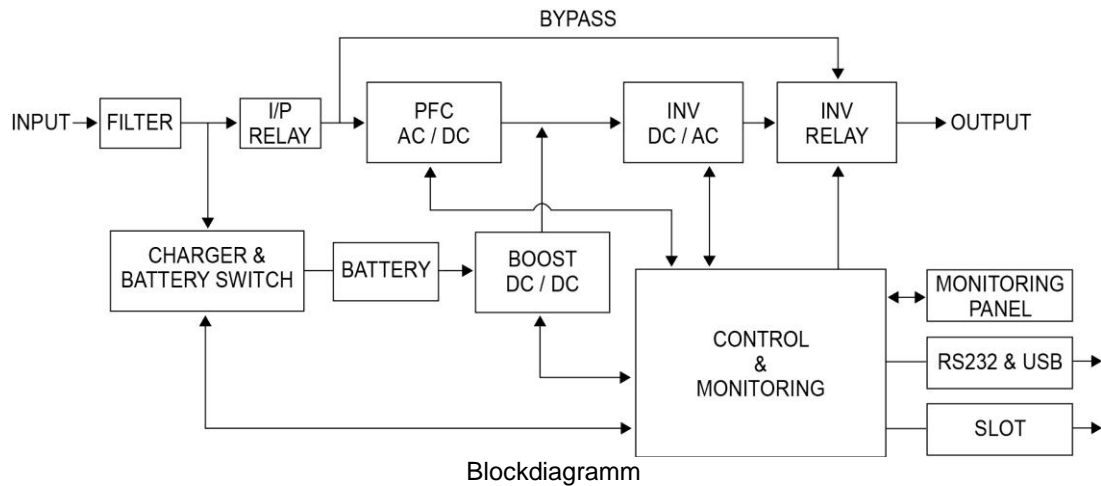 BYPASS
INPUT
FILTER
I/P
RELAY
PFC
AC / DC
INV
DC / AC
INV
RELAY
OUTPUT
CHARGER &
BATTERY SWITCH
BATTERY
BOOST
DC / DC
CONTROL
&
MONITORING
MONITORING
PANEL
RS232 & USB
SLOT
Blockdiagramm